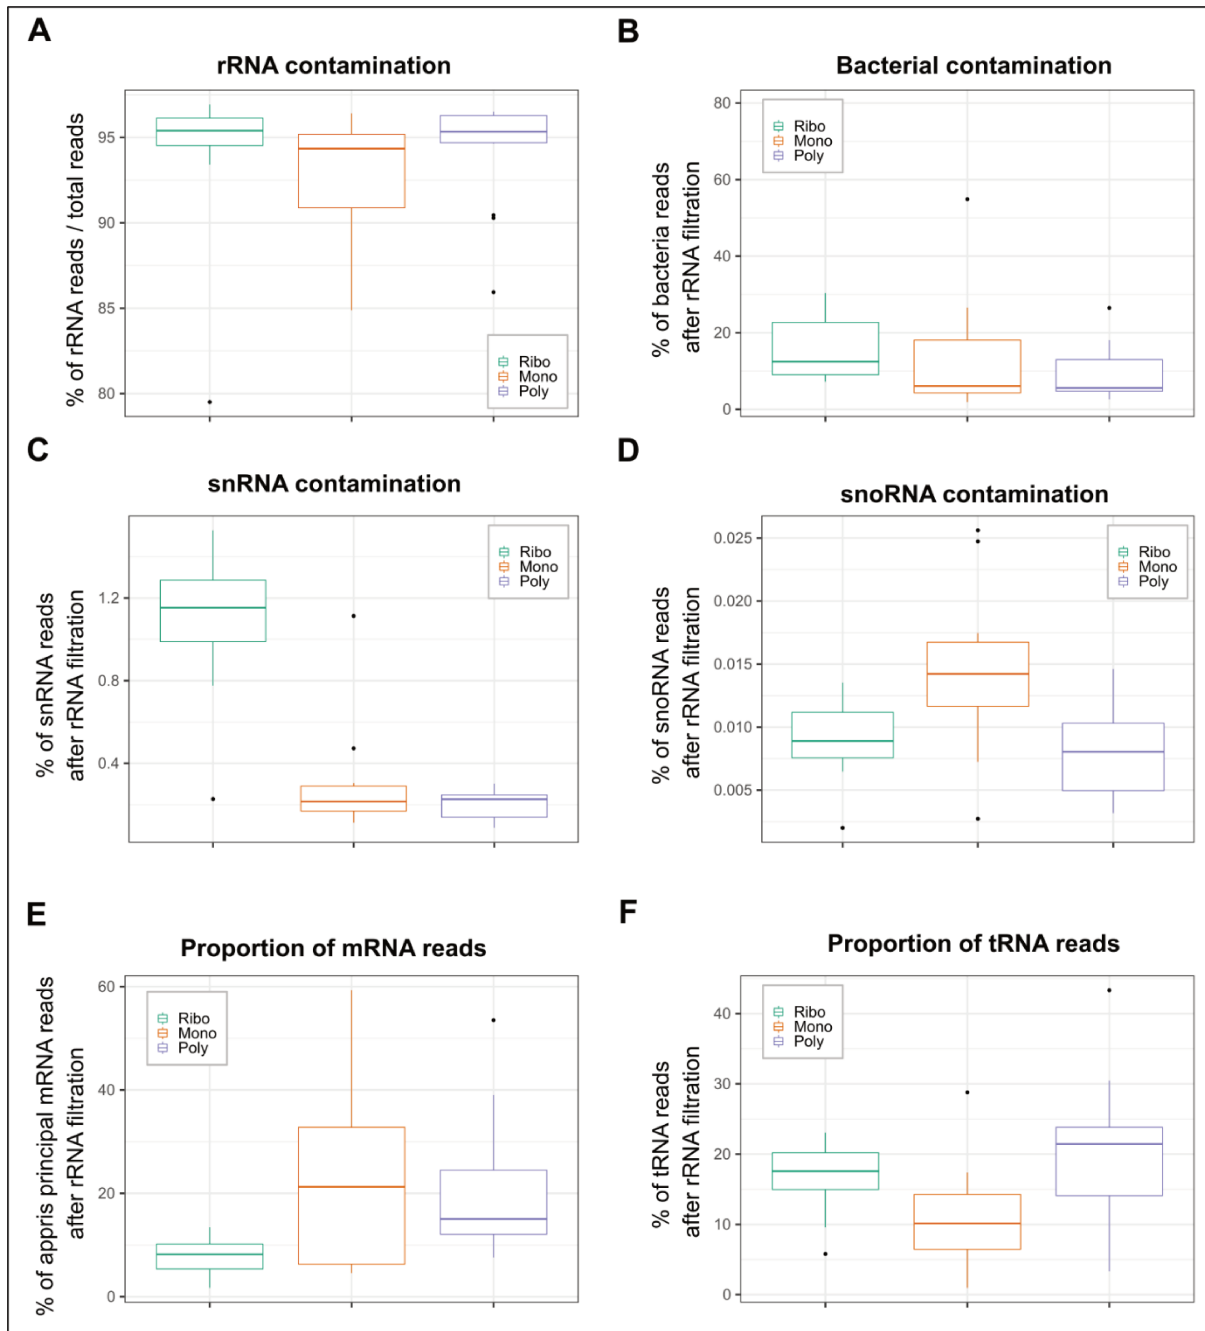 A
rRNA contamination
% of rRNA reads / total reads
95
90
85
80
Ribo
Mono
Poly
B
Bacterial contamination
% of bacteria reads
after rRNA filtration
80
60
40
20
0
Ribo
Mono
Poly
C
snRNA contamination
% of snRNA reads
after rRNA filtration
1.2
0.8
0.4
Ribo
Mono
Poly
D
snoRNA contamination
% of snoRNA reads
after rRNA filtration
0.025
0.020
0.015
0.010
0.005
Ribo
Mono
Poly
E
Proportion of mRNA reads
% of appris principal mRNA reads
after rRNA filtration
60
40
20
0
Ribo
Mono
Poly
F
Proportion of tRNA reads
% of tRNA reads
after rRNA filtration
40
30
20
10
0
Ribo
Mono
Poly